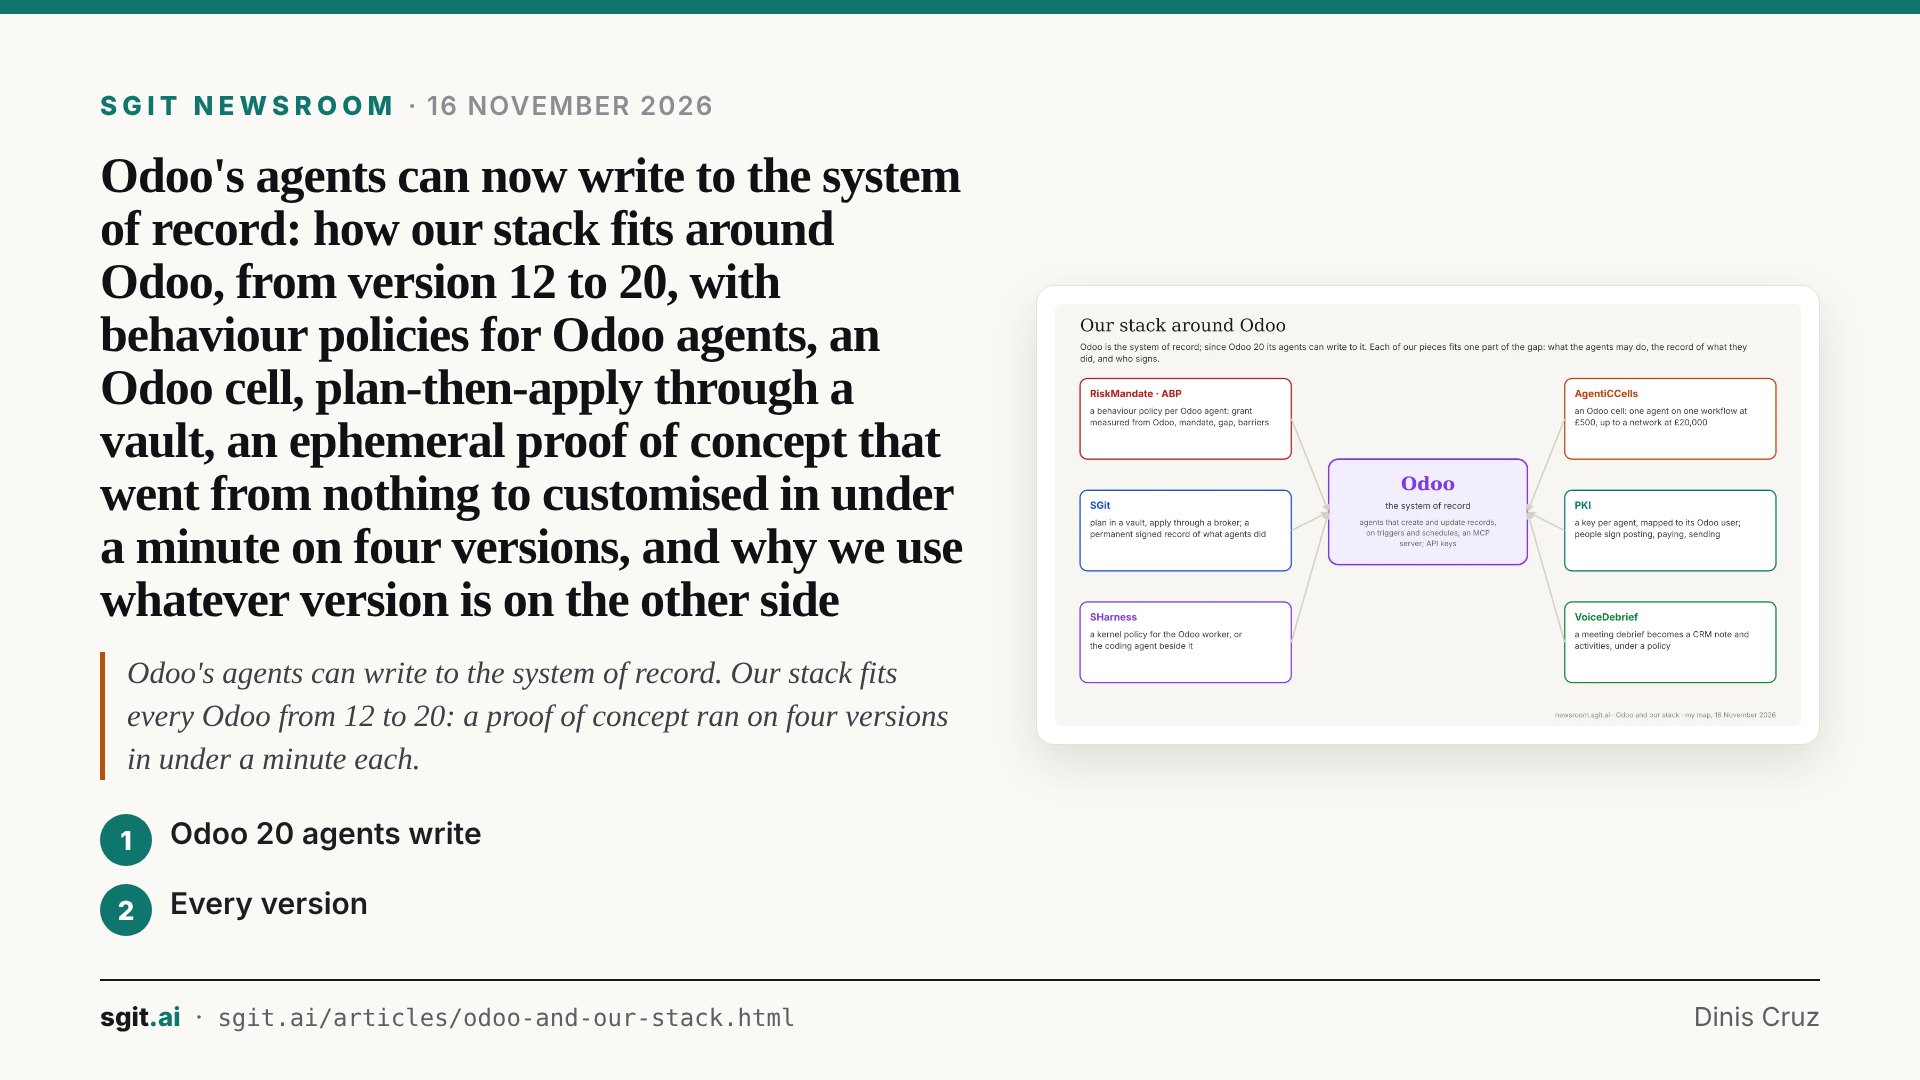 SGIT NEWSROOM · 16 NOVEMBER 2026
Odoo's agents can now write to the system
of record: how our stack fits around
Odoo, from version 12 to 20, with
behaviour policies for Odoo agents, an
Odoo cell, plan-then-apply through a
vault, an ephemeral proof of concept that
went from nothing to customised in under
a minute on four versions, and why we use
whatever version is on the other side
Odoo's agents can write to the system of record. Our stack fits
every Odoo from 12 to 20: a proof of concept ran on four versions
in under a minute each.
1 Odoo 20 agents write
2 Every version
Our stack around Odoo
Odoo is the system of record; since Odoo 20 its agents can write to it. Each of our pieces fits one part of the gap: what the agents may do, the record of what they
did, and who signs.
RiskMandate · ABP
a behaviour policy per Odoo agent: grant
measured from Odoo, mandate, gap, barriers
SGit
plan in a vault, apply through a broker; a
permanent signed record of what agents did
SHarness
a kernel policy for the Odoo worker, or
the coding agent beside it
Odoo
the system of record
agents that create and update records,
on triggers and schedules; an MCP
server; API keys
AgentiCCells
an Odoo cell: one agent on one workflow at
£500, up to a network at £20,000
PKI
a key per agent, mapped to its Odoo user;
people sign posting, paying, sending
VoiceDebrief
a meeting debrief becomes a CRM note and
activities, under a policy
newsroom.sgit.ai · Odoo and our stack · my map, 16 November 2026
sgit.ai · sgit.ai/articles/odoo-and-our-stack.html
Dinis Cruz